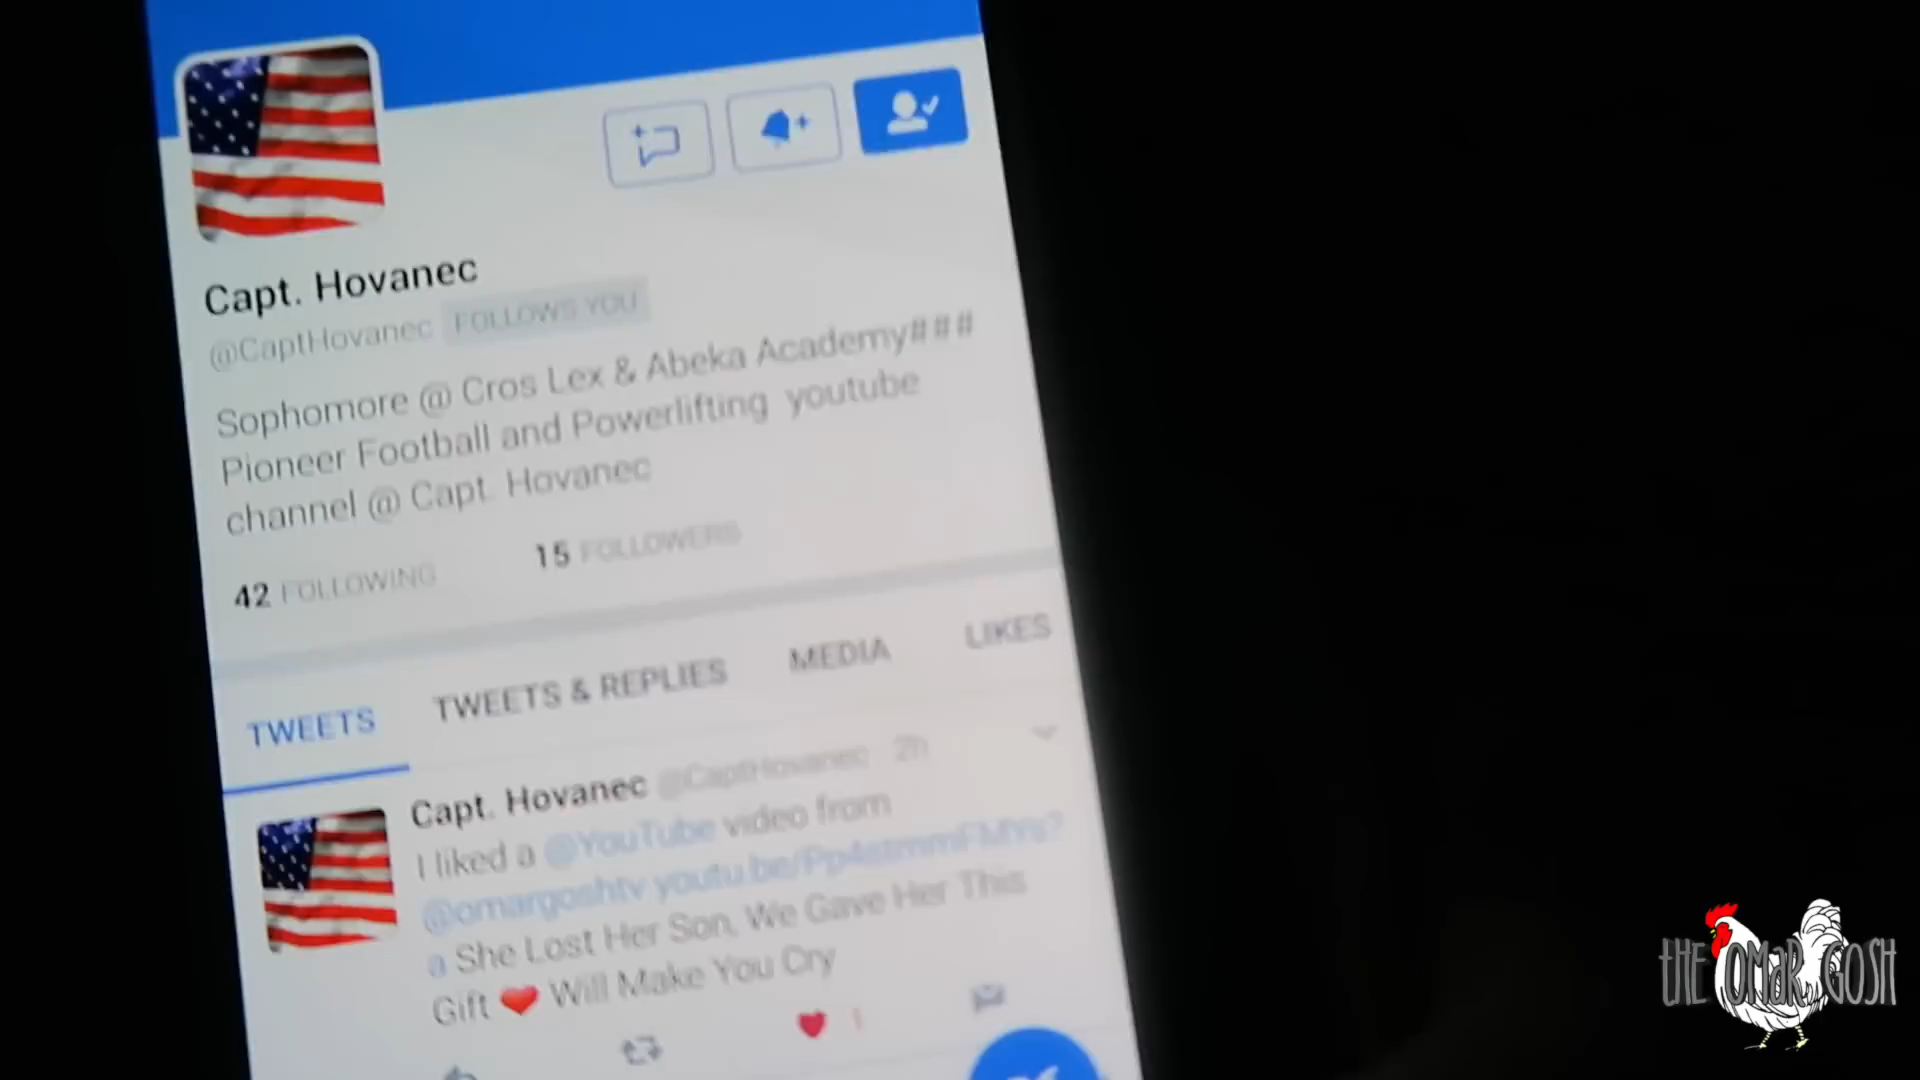 Capt. Hovanec
@CaptHovanec FOLLOWS YOU
Sophomore @ Cros Lex & Abeka Academy###
Pioneer Football and Powerlifting youtube
channel @ Capt. Hovanec
42 FOLLOWING 15 FOLLOWERS
TWEETS TWEETS & REPLIES MEDIA LIKES
Capt. Hovanec @CaptHovanec 2h
I liked a @YouTube video from
@omargoshtv
a She Lost Her Son, We Gave Her This
Gift ❤ Will Make You Cry
1
THE OMAR GOSH